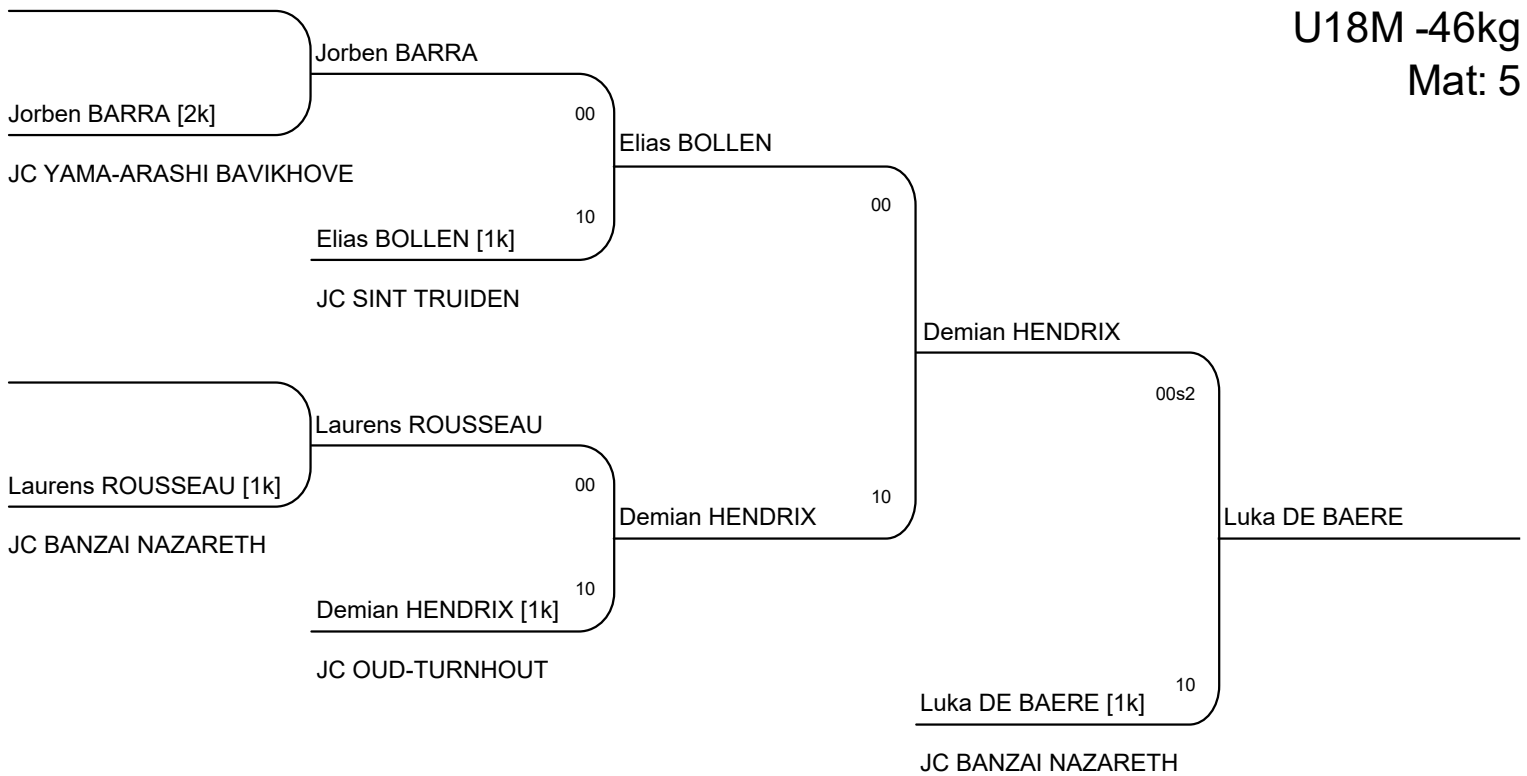 U18M -46kg
Mat: 5
Jorben BARRA
Jorben BARRA [2k]
00
Elias BOLLEN
JC YAMA-ARASHI BAVIKHOVE
10
00
Elias BOLLEN [1k]
JC SINT TRUIDEN
Demian HENDRIX
00s2
Laurens ROUSSEAU
Laurens ROUSSEAU [1k]
00
10
Demian HENDRIX
Luka DE BAERE
JC BANZAI NAZARETH
10
Demian HENDRIX [1k]
JC OUD-TURNHOUT
10
Luka DE BAERE [1k]
JC BANZAI NAZARETH